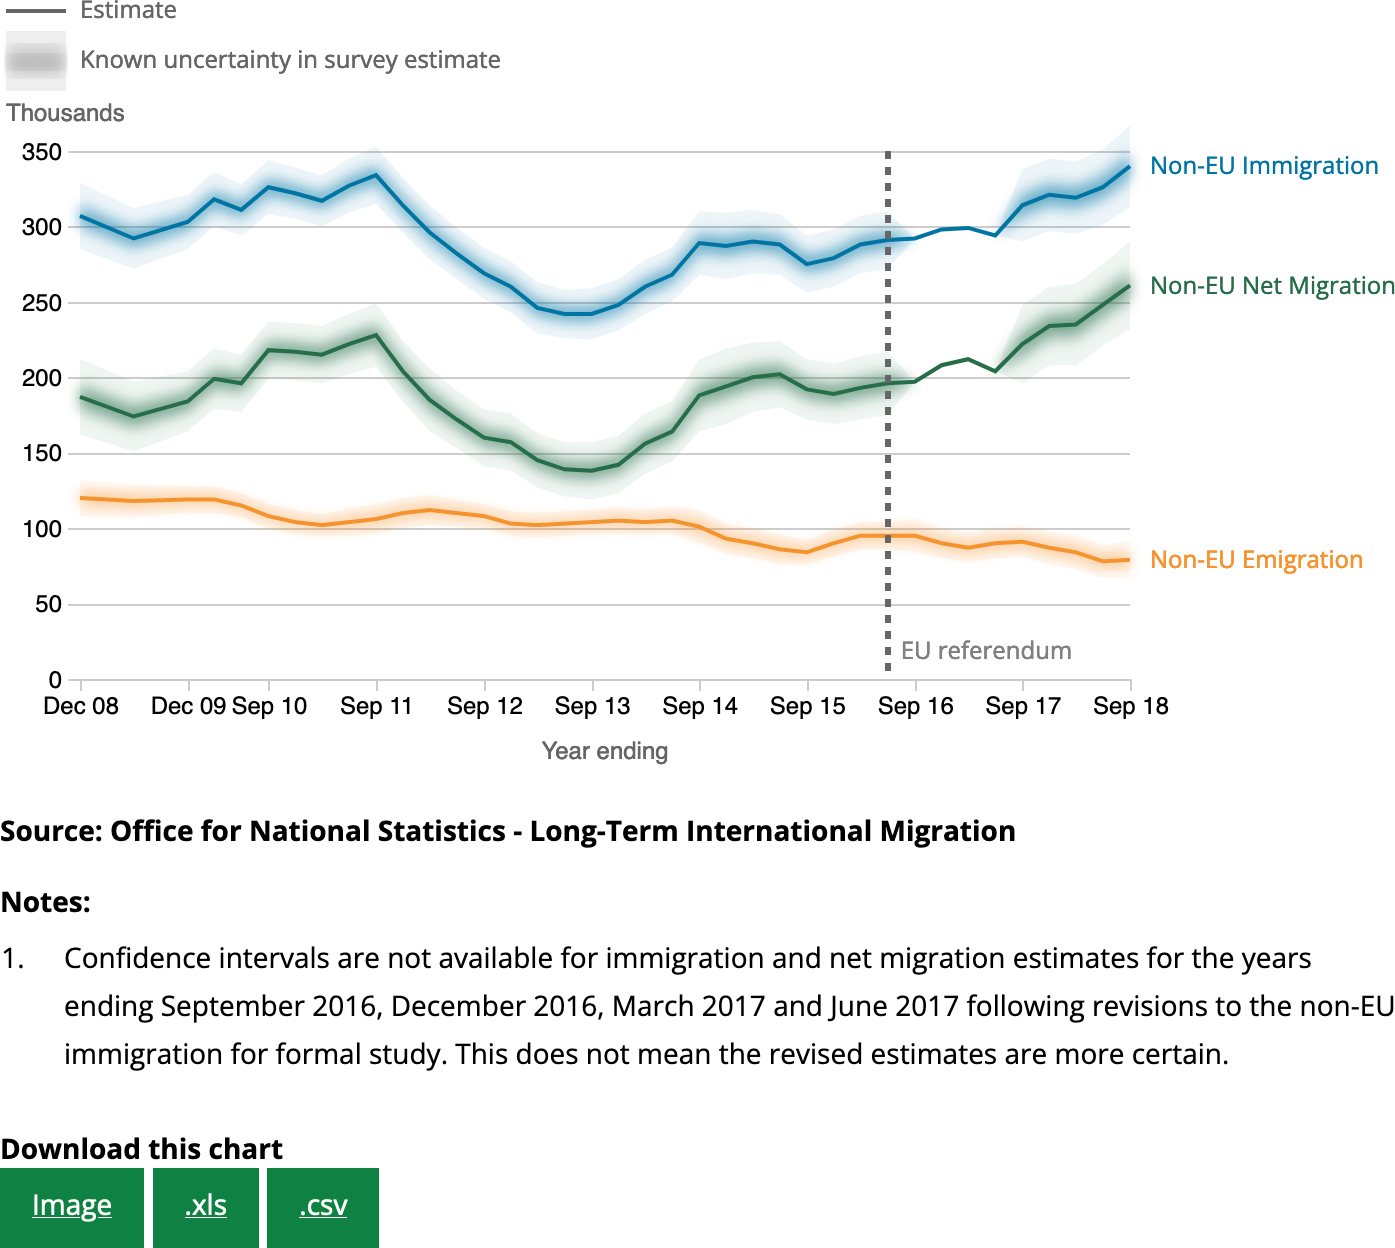 Estimate
Known uncertainty in survey estimate
Thousands
350
300
250
200
150
100
50
0
Non-EU Immigration
Non-EU Net Migration
Non-EU Emigration
EU referendum
Dec 08 Dec 09 Sep 10 Sep 11 Sep 12 Sep 13 Sep 14 Sep 15 Sep 16 Sep 17 Sep 18
Year ending
Source: Office for National Statistics - Long-Term International Migration
Notes:
1. Confidence intervals are not available for immigration and net migration estimates for the years
ending September 2016, December 2016, March 2017 and June 2017 following revisions to the non-EU
immigration for formal study. This does not mean the revised estimates are more certain.
Download this chart
Image .xls .csv